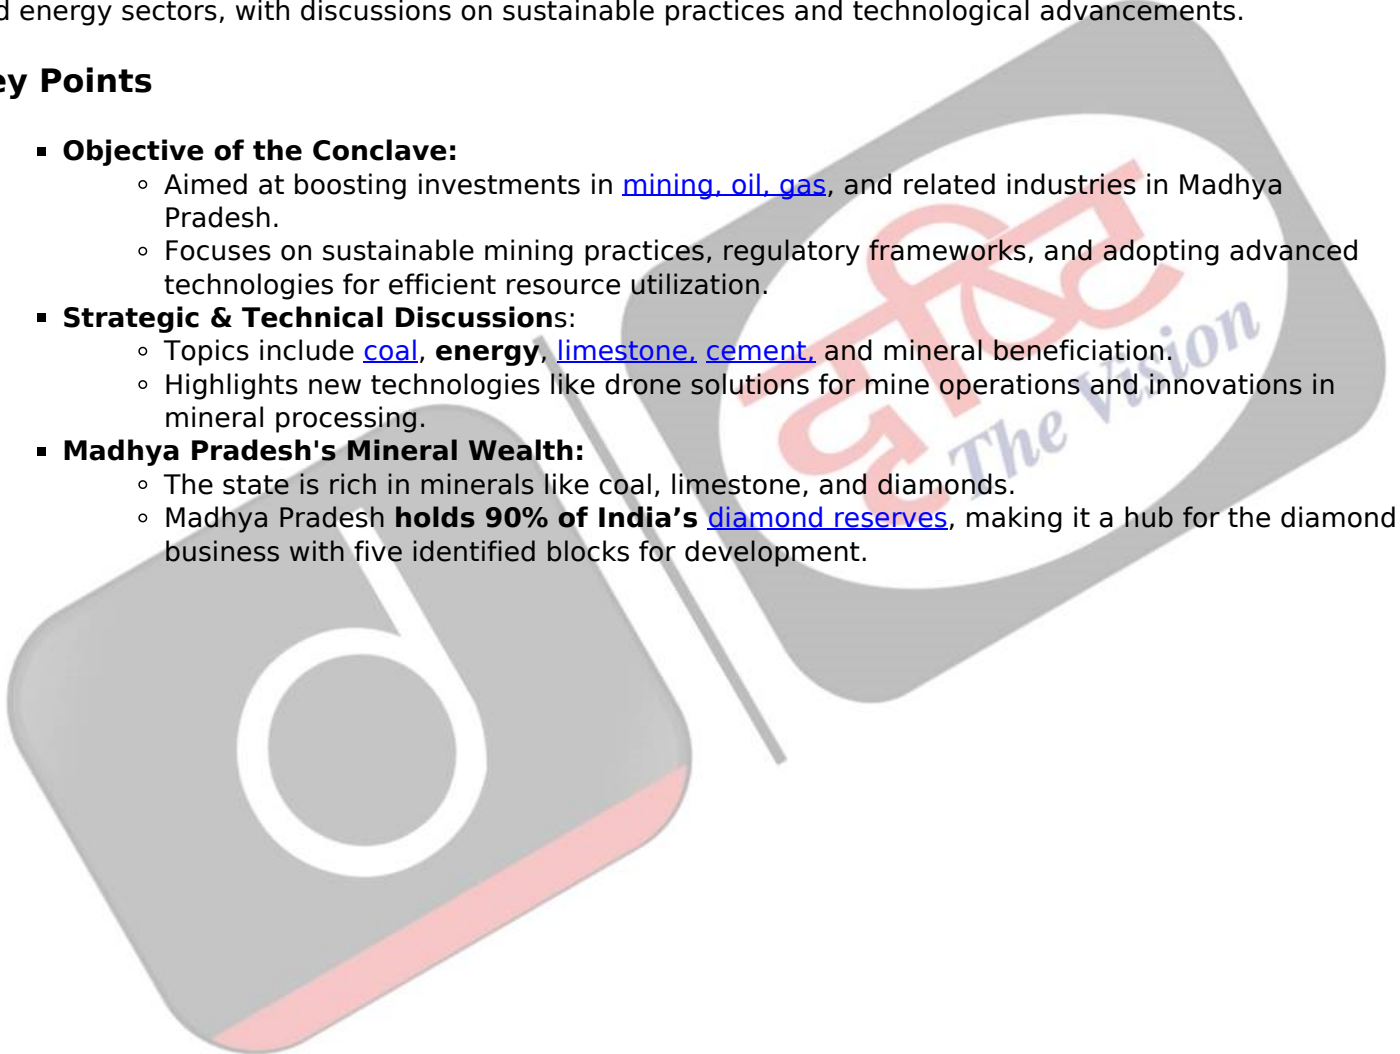 d energy sectors, with discussions on sustainable practices and technological advancements.
ey Points
Objective of the Conclave:
Aimed at boosting investments in mining, oil, gas, and related industries in Madhya
Pradesh.
Focuses on sustainable mining practices, regulatory frameworks, and adopting advanced
technologies for efficient resource utilization.
Strategic & Technical Discussions:
Topics include coal, energy, limestone, cement, and mineral beneficiation.
Highlights new technologies like drone solutions for mine operations and innovations in
mineral processing.
Madhya Pradesh's Mineral Wealth:
The state is rich in minerals like coal, limestone, and diamonds.
Madhya Pradesh holds 90% of India’s diamond reserves, making it a hub for the diamond
business with five identified blocks for development.
दृष्टि
The Vision
d